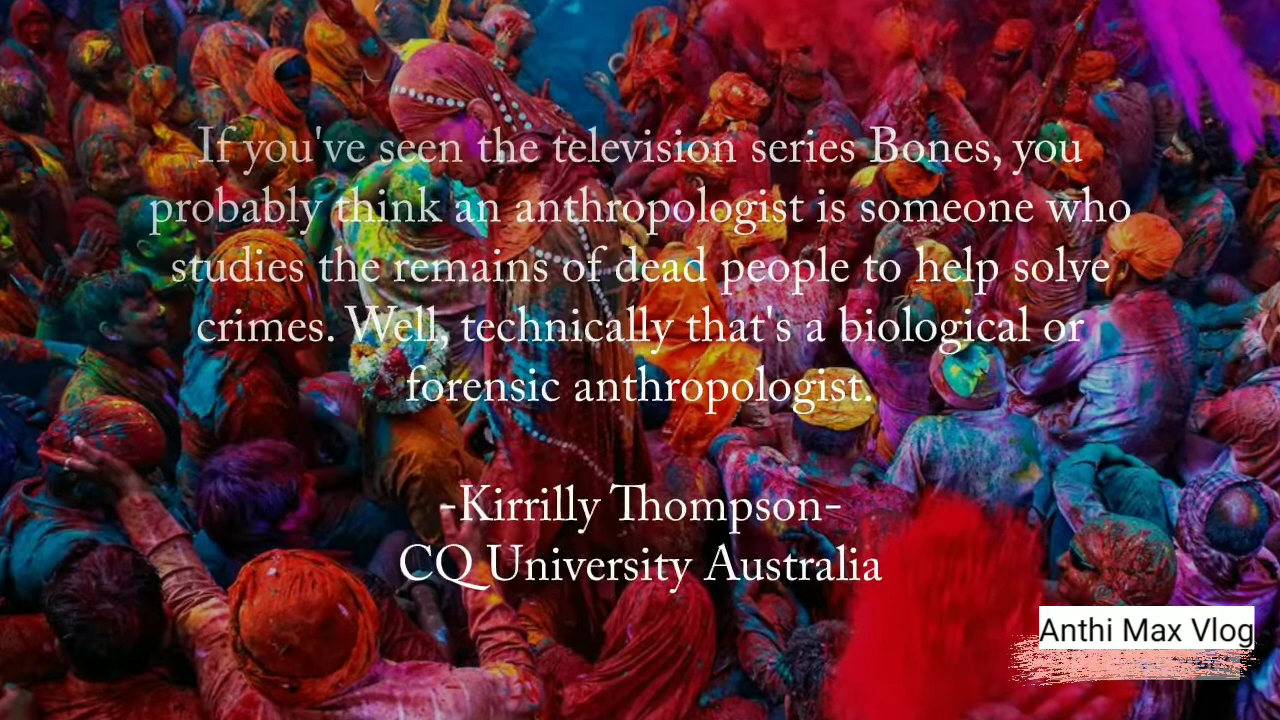 If you've seen the television series Bones, you
probably think an anthropologist is someone who
studies the remains of dead people to help solve
crimes. Well, technically that's a biological or
forensic anthropologist.
-Kirrilly Thompson-
CQ University Australia
Anthi Max Vlog